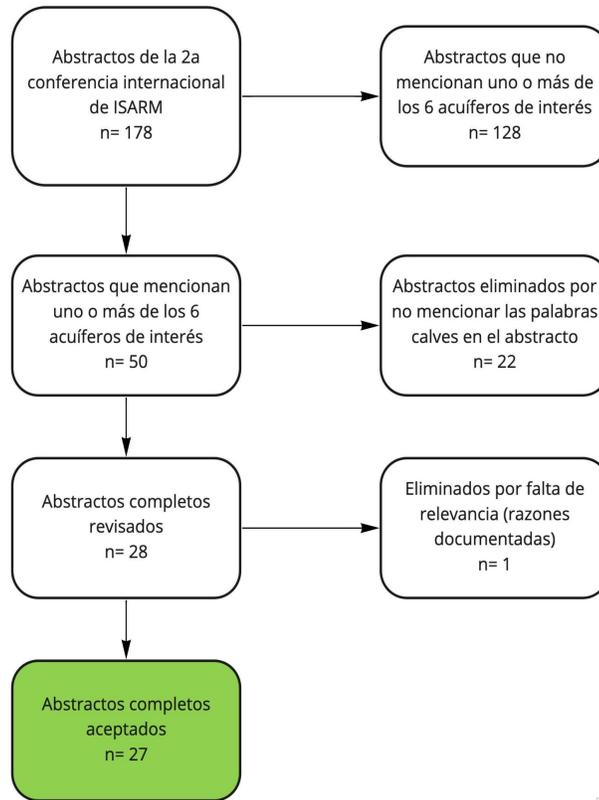 Abstractos de la 2a
conferencia internacional
de ISARM
n= 178
Abstractos que no
mencionan uno o más de
los 6 acuíferos de interés
n= 128
Abstractos que mencionan
uno o más de los 6
acuíferos de interés
n= 50
Abstractos eliminados por
no mencionar las palabras
calves en el abstracto
n= 22
Abstractos completos
revisados
n= 28
Eliminados por falta de
relevancia (razones
documentadas)
n= 1
Abstractos completos
aceptados
n= 27